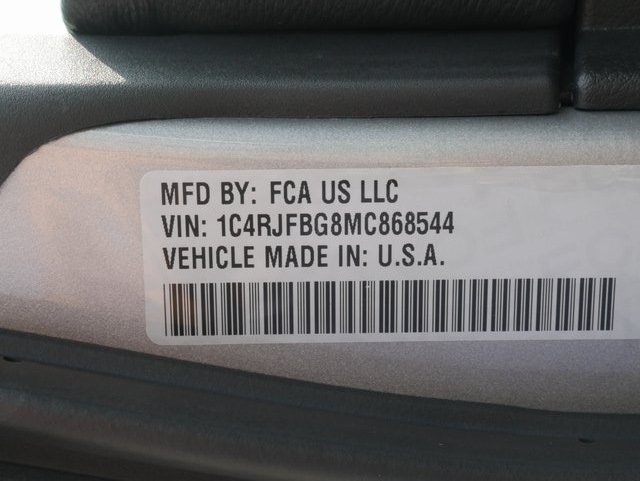 MFD BY: FCA US LLC
VIN: 1C4RJFBG8MC868544
VEHICLE MADE IN: U.S.A.